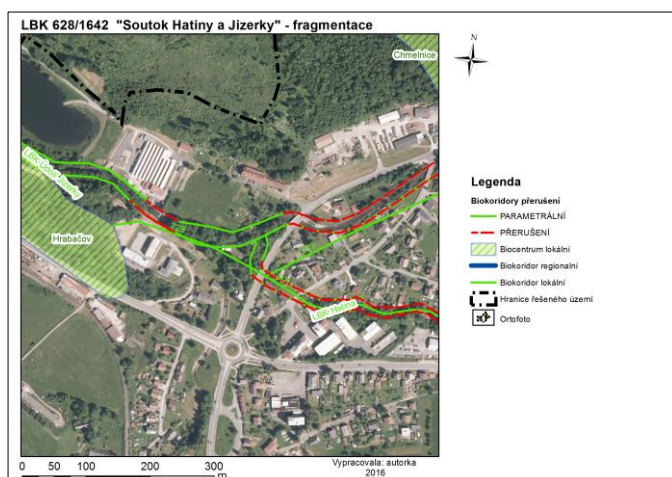 LBK 628/1642 "Soutok Hatiny a Jizerky" - fragmentace
Chmelnice
N
Hrabačov
LBK-Hatina
Legenda
Biokoridory přerušení
PARAMETRÁLNÍ
PŘERUŠENÍ
Biocentrum lokální
Biokoridor regionalní
Biokoridor lokální
Hranice řešeného území
Ortofoto
0 50 100 200 300
m
Vypracovala: autorka
2016